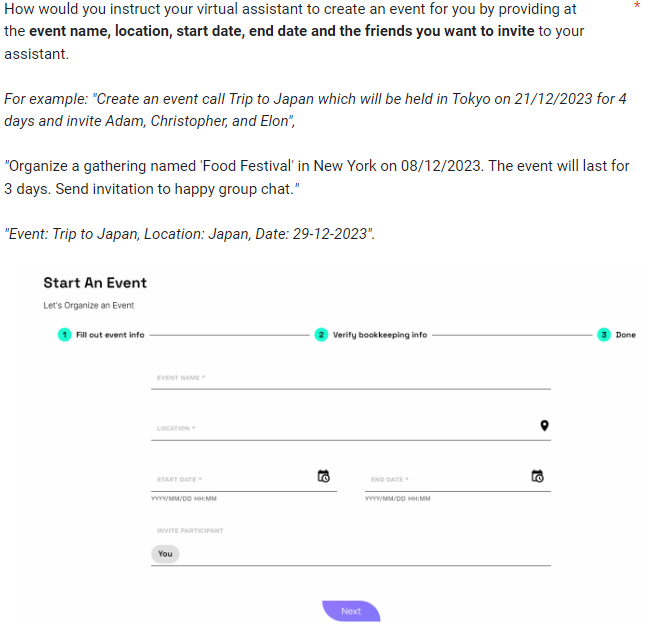 How would you instruct your virtual assistant to create an event for you by providing at *
the event name, location, start date, end date and the friends you want to invite to your
assistant.
For example: "Create an event call Trip to Japan which will be held in Tokyo on 21/12/2023 for 4
days and invite Adam, Christopher, and Elon",
"Organize a gathering named 'Food Festival' in New York on 08/12/2023. The event will last for
3 days. Send invitation to happy group chat."
"Event: Trip to Japan, Location: Japan, Date: 29-12-2023".
Start An Event
Let's Organize an Event
1 Fill out event info 2 Verify bookkeeping info 3 Done
EVENT NAME *
LOCATION *
START DATE * END DATE *
YYYY/MM/DD HH:MM YYYY/MM/DD HH:MM
INVITE PARTICIPANT
You
Next